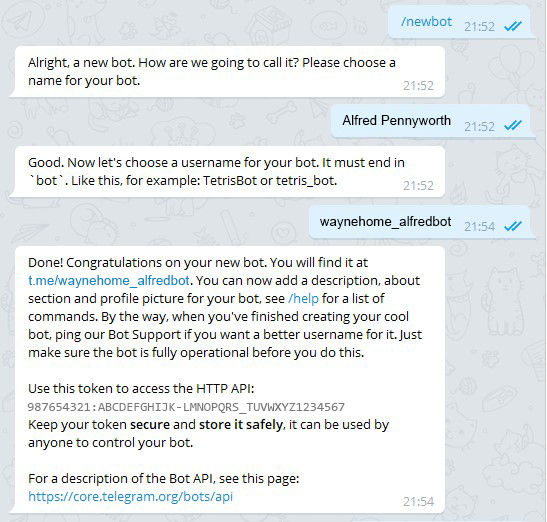 /newbot
21:52
Alright, a new bot. How are we going to call it? Please choose a
name for your bot.
21:52
Alfred Pennyworth
21:52
Good. Now let's choose a username for your bot. It must end in
`bot`. Like this, for example: TetrisBot or tetris_bot.
21:52
waynehome_alfredbot
21:54
Done! Congratulations on your new bot. You will find it at
t.me/waynehome_alfredbot. You can now add a description, about
section and profile picture for your bot, see /help for a list of
commands. By the way, when you've finished creating your cool
bot, ping our Bot Support if you want a better username for it. Just
make sure the bot is fully operational before you do this.
Use this token to access the HTTP API:
987654321:ABCDEFGHIJK-LMNOPQRS_TUVWXYZ1234567
Keep your token secure and store it safely, it can be used by
anyone to control your bot.
For a description of the Bot API, see this page:
https://core.telegram.org/bots/api
21:54